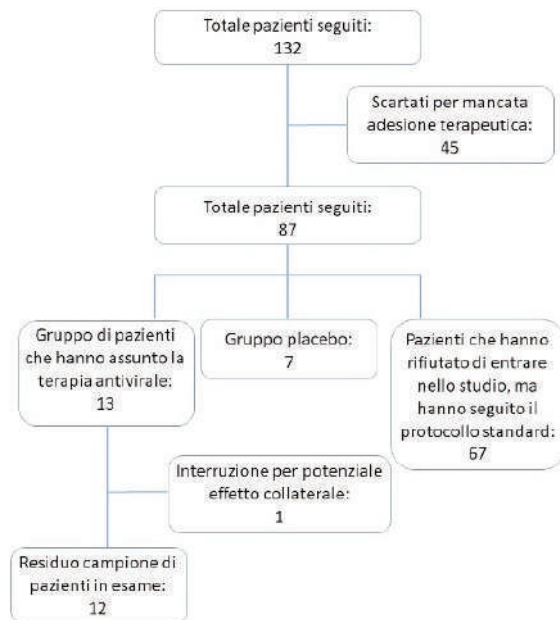 Totale pazienti seguiti:
132
Scartati per mancata
adesione terapeutica:
45
Totale pazienti seguiti:
87
Gruppo di pazienti
che hanno assunto la
terapia antivirale:
13
Gruppo placebo:
7
Pazienti che hanno
rifiutato di entrare
nello studio, ma
hanno seguito il
protocollo standard:
67
Interruzione per potenziale
effetto collaterale:
1
Residuo campione di
pazienti in esame:
12